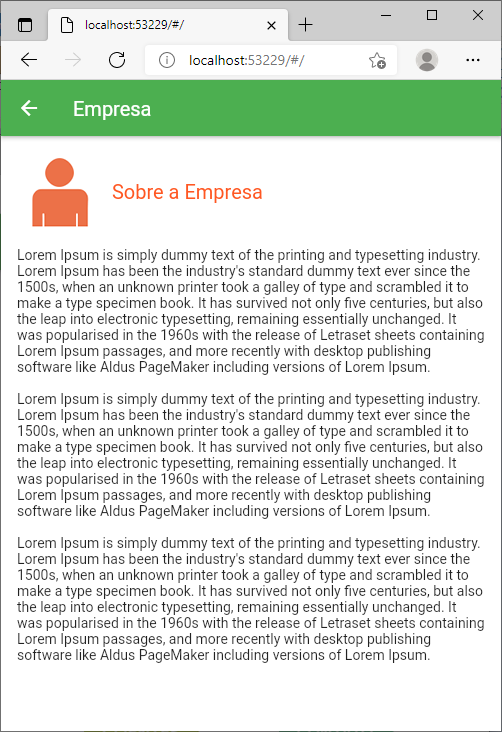 localhost:53229/#/
localhost:53229/#/
Empresa
Sobre a Empresa
Lorem Ipsum is simply dummy text of the printing and typesetting industry.
Lorem Ipsum has been the industry's standard dummy text ever since the
1500s, when an unknown printer took a galley of type and scrambled it to
make a type specimen book. It has survived not only five centuries, but also
the leap into electronic typesetting, remaining essentially unchanged. It
was popularised in the 1960s with the release of Letraset sheets containing
Lorem Ipsum passages, and more recently with desktop publishing
software like Aldus PageMaker including versions of Lorem Ipsum.
Lorem Ipsum is simply dummy text of the printing and typesetting industry.
Lorem Ipsum has been the industry's standard dummy text ever since the
1500s, when an unknown printer took a galley of type and scrambled it to
make a type specimen book. It has survived not only five centuries, but also
the leap into electronic typesetting, remaining essentially unchanged. It
was popularised in the 1960s with the release of Letraset sheets containing
Lorem Ipsum passages, and more recently with desktop publishing
software like Aldus PageMaker including versions of Lorem Ipsum.
Lorem Ipsum is simply dummy text of the printing and typesetting industry.
Lorem Ipsum has been the industry's standard dummy text ever since the
1500s, when an unknown printer took a galley of type and scrambled it to
make a type specimen book. It has survived not only five centuries, but also
the leap into electronic typesetting, remaining essentially unchanged. It
was popularised in the 1960s with the release of Letraset sheets containing
Lorem Ipsum passages, and more recently with desktop publishing
software like Aldus PageMaker including versions of Lorem Ipsum.